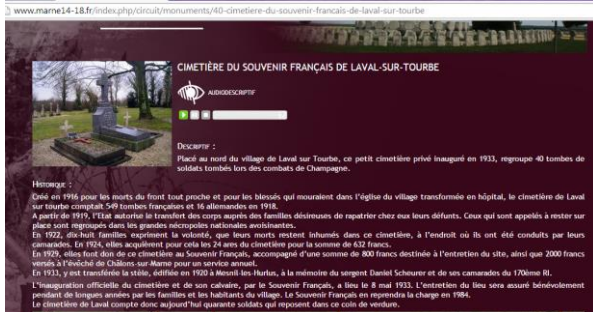 www.marne14-18.fr/index.php/circuit/monuments/40-cimetiere-du-souvenir-francais-de-laval-sur-tourbe
CIMETIÈRE DU SOUVENIR FRANÇAIS DE LAVAL-SUR-TOURBE
AUDIODESCRIPTIF
Descriptif :
Placé au nord du village de Laval sur Tourbe, ce petit cimetière privé inauguré en 1933, regroupe 40 tombes de
soldats tombés lors des combats de Champagne.
Historique :
Créé en 1916 pour les morts du front tout proche et pour les blessés qui mouraient dans l'église du village transformée en hôpital, le cimetière de Laval
sur tourbe comptait 549 tombes françaises et 16 allemandes en 1918.
A partir de 1919, l'Etat autorise le transfert des corps auprès des familles désireuses de rapatrier chez eux leurs défunts. Ceux qui sont appelés à rester sur
place sont regroupés dans les grandes nécropoles nationales avoisinantes.
En 1922, dix-huit familles expriment la volonté, que leurs morts restent inhumés dans ce cimetière, à l'endroit où ils ont été conduits par leurs
camarades. En 1924, elles acquièrent pour cela les 24 ares du cimetière pour la somme de 632 francs.
En 1929, elles font don de ce cimetière au Souvenir Français, accompagné d'une somme de 800 francs destinée à l'entretien du site, ainsi que 2000 francs
versés à l'évêché de Châlons-sur-Marne pour un service annuel.
En 1933, y est transférée la stèle, édifiée en 1920 à Mesnil-les-Hurlus, à la mémoire du sergent Daniel Scheurer et de ses camarades du 170ème RI.
L'inauguration officielle du cimetière et de son calvaire, par le Souvenir Français, a lieu le 8 mai 1933. L'entretien du lieu sera assuré bénévolement
pendant de longues années par les familles et les habitants du village. Le Souvenir Français en reprendra la charge en 1984.
Le cimetière de Laval compte donc aujourd'hui quarante soldats qui reposent dans ce coin de verdure.